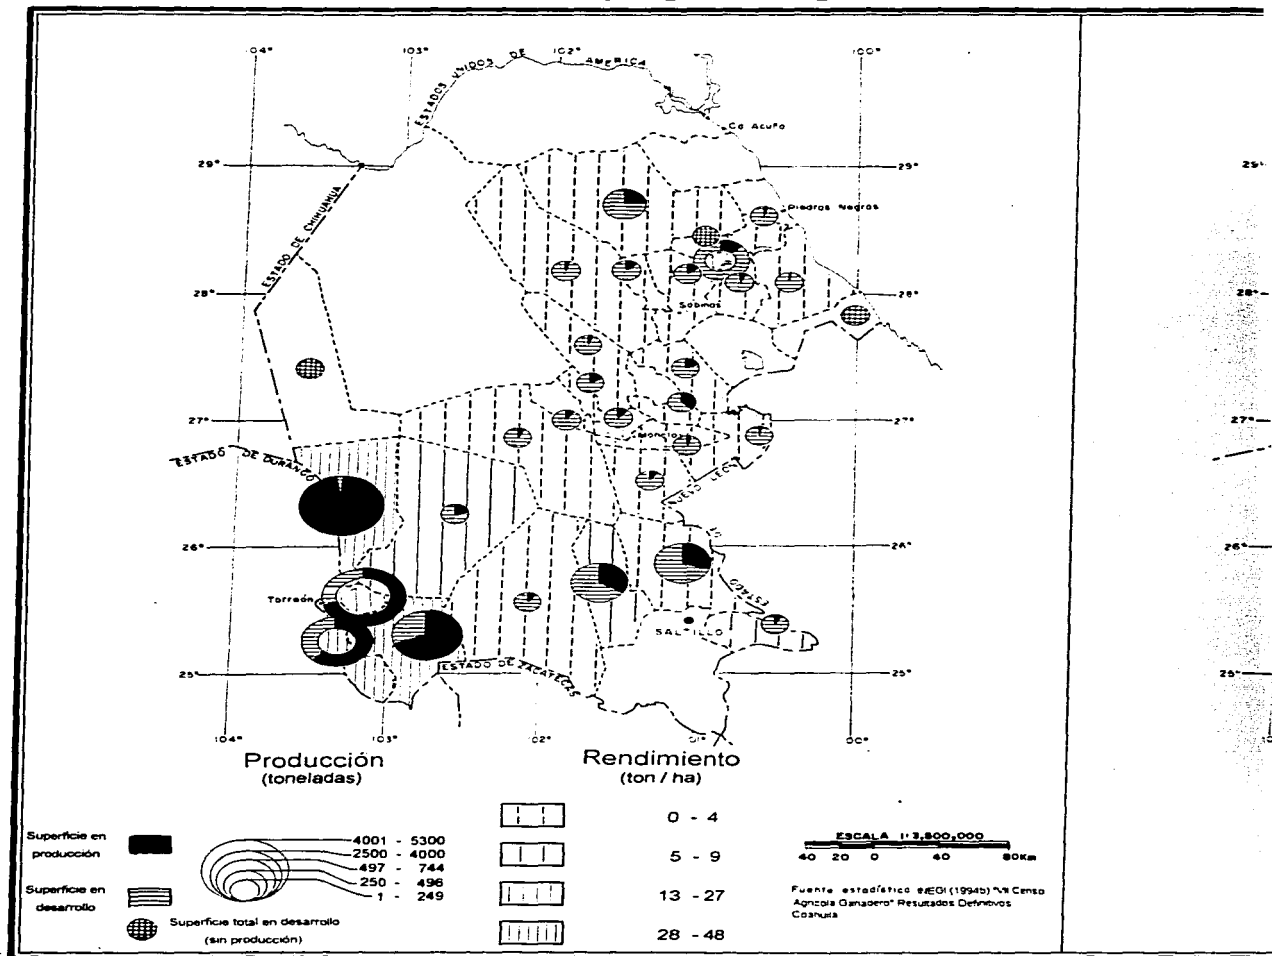 104°
103°
102°
100°
ESTADOS UNIDOS DE AMERICA
Cd Acuña
29°
29°
29°
Piedras Negras
ESTADO DE CHIHUAHUA
28°
28°
28°
Sabinas
27°
27°
27°
Monclova
ESTADO DE DURANGO
NUEVO LEON
26°
26°
26°
Torreón
ESTADO
SALTILLO
25°
25°
25°
ESTADO DE ZACATECAS
104°
103°
102°
101°
100°
Producción
(toneladas)
Rendimiento
(ton / ha)
Superficie en
producción
Superficie en
desarrollo
Superficie total en desarrollo
(sin producción)
4001 - 5300
2500 - 4000
497 - 744
250 - 496
1 - 249
0 - 4
5 - 9
13 - 27
28 - 48
ESCALA 1:3,800,000
40 20 0 40 80Km
Fuente estadística INEGI (1994b) "VII Censo
Agrícola Ganadero" Resultados Definitivos
Coahuila